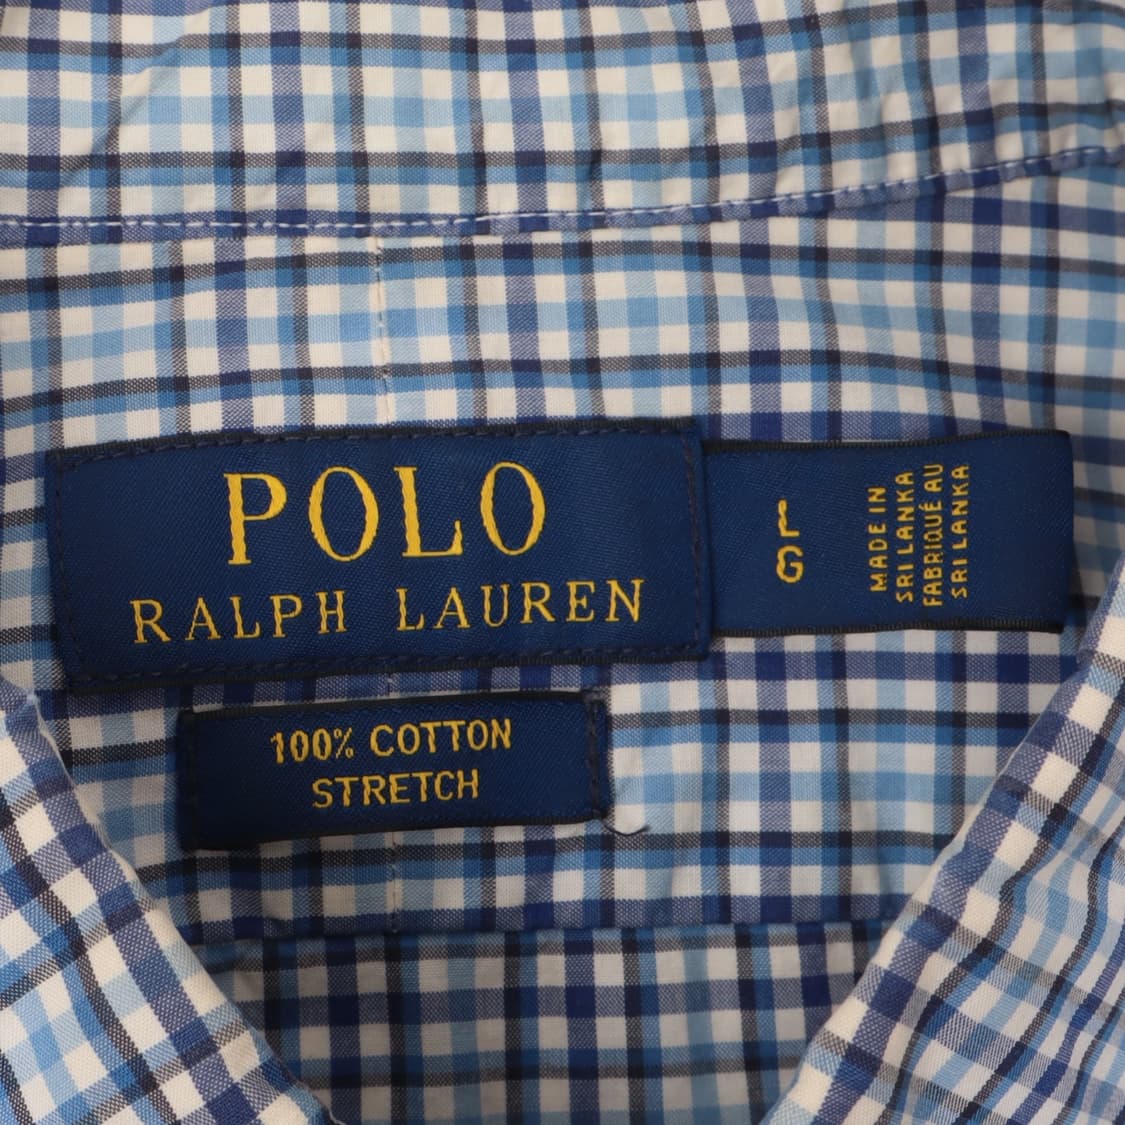 POLO
RALPH LAUREN
L
G
MADE IN
SRI LANKA
FABRIQUÉ AU
SRI LANKA
100% COTTON
STRETCH